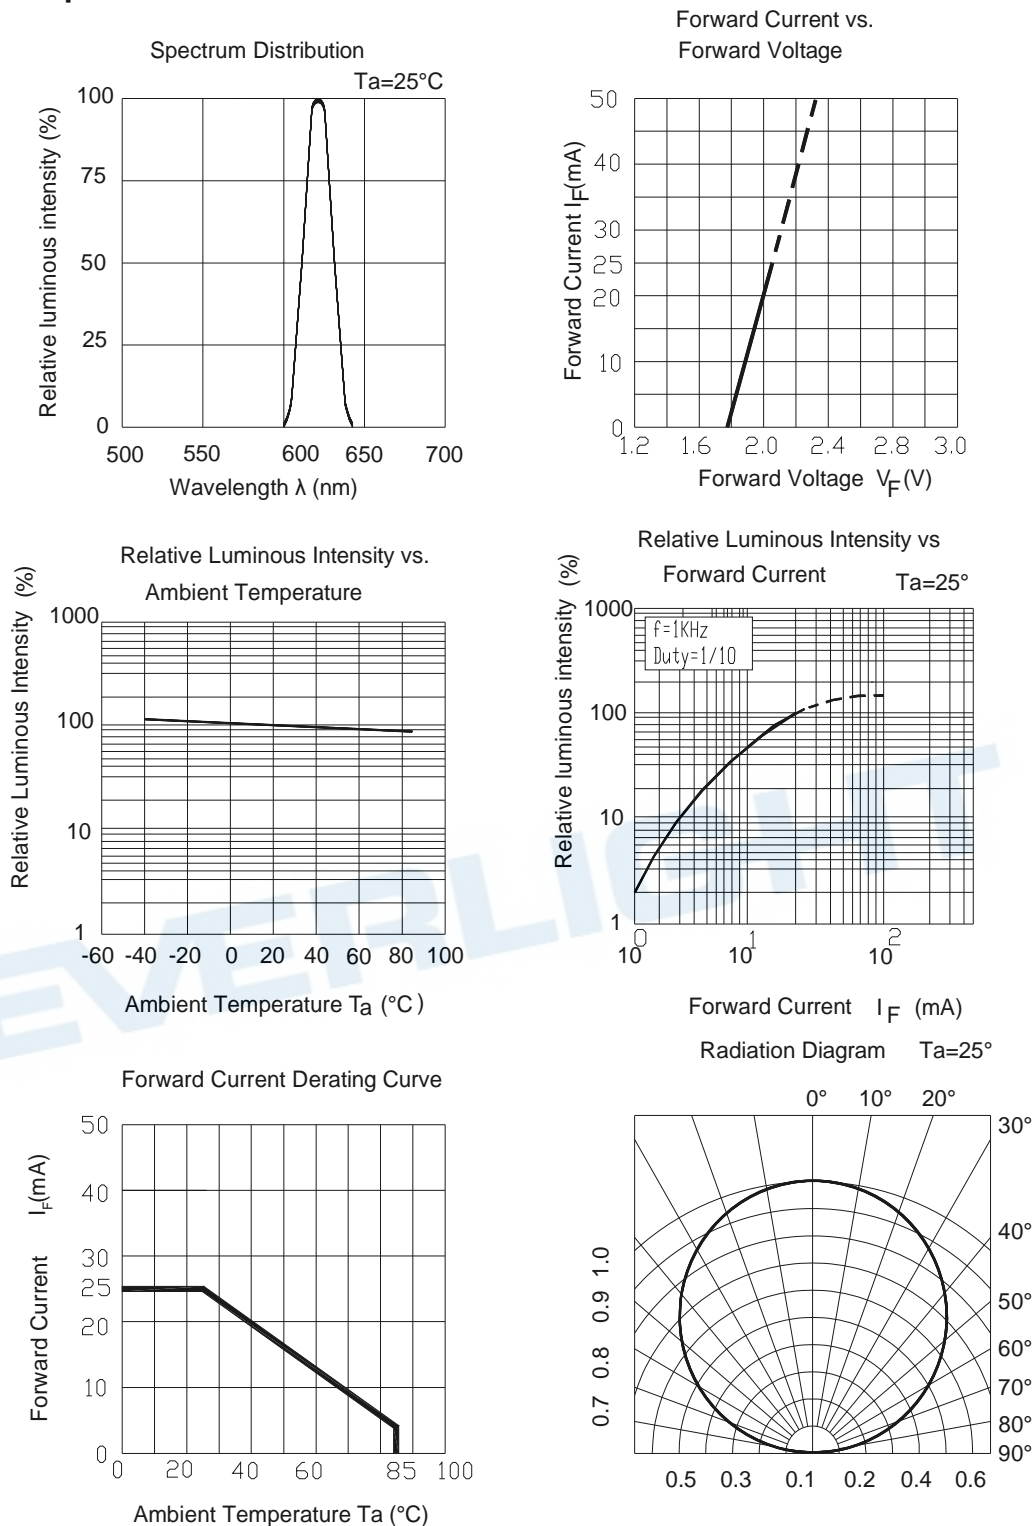 Spectrum Distribution
Ta=25°C
Relative luminous intensity (%)
100
75
50
25
0
500 550 600 650 700
Wavelength λ (nm)
Forward Current vs.
Forward Voltage
Forward Current IF(mA)
50
40
30
25
20
10
0
1.2 1.6 2.0 2.4 2.8 3.0
Forward Voltage VF(V)
Relative Luminous Intensity vs.
Ambient Temperature
Relative Luminous Intensity (%)
1000
100
10
1
-60 -40 -20 0 20 40 60 80 100
Ambient Temperature Ta (°C)
Relative Luminous Intensity vs
Forward Current
Ta=25°
Relative luminous intensity (%)
f=1KHz
Duty=1/10
1000
100
10
1
10⁰ 10¹ 10²
Forward Current IF (mA)
EVERLIGHT
Forward Current Derating Curve
Forward Current IF(mA)
50
40
30
25
20
10
0
0 20 40 60 85 100
Ambient Temperature Ta (°C)
Radiation Diagram Ta=25°
0° 10° 20°
30°
40°
50°
60°
70°
80°
90°
1.0
0.9
0.8
0.7
0.5 0.3 0.1 0.2 0.4 0.6